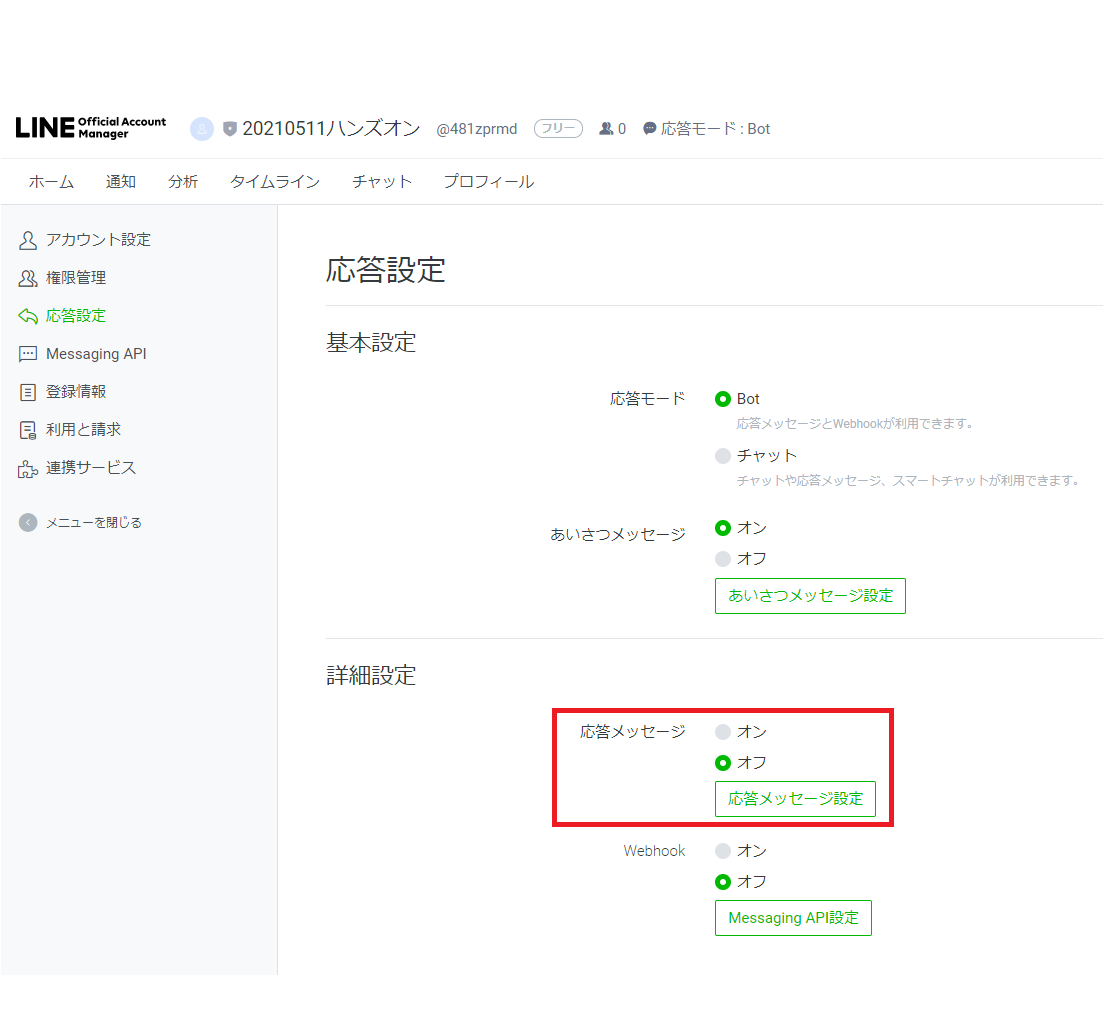 LINE Official Account Manager
20210511ハンズオン @481zprmd フリー 0 応答モード : Bot
ホーム 通知 分析 タイムライン チャット プロフィール
アカウント設定
権限管理
応答設定
Messaging API
登録情報
利用と請求
連携サービス
メニューを閉じる
応答設定
基本設定
応答モード Bot
応答メッセージとWebhookが利用できます。
チャット
チャットや応答メッセージ、スマートチャットが利用できます。
あいさつメッセージ オン
オフ
あいさつメッセージ設定
詳細設定
応答メッセージ オン
オフ
応答メッセージ設定
Webhook オン
オフ
Messaging API設定